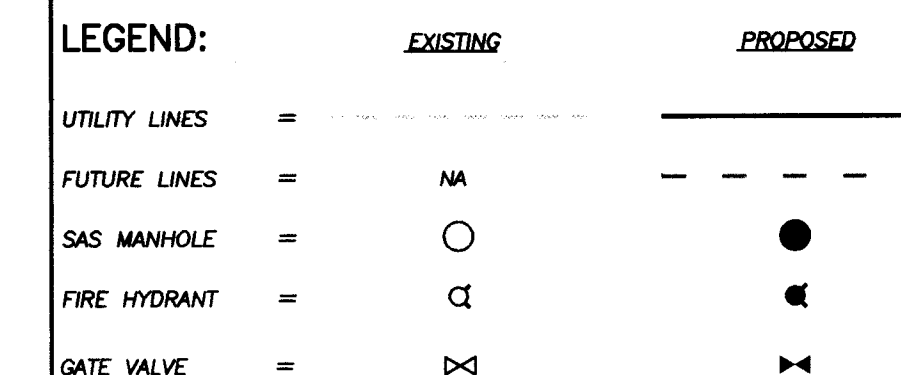 LEGEND: EXISTING PROPOSED
UTILITY LINES =
FUTURE LINES = NA
SAS MANHOLE =
FIRE HYDRANT =
GATE VALVE =